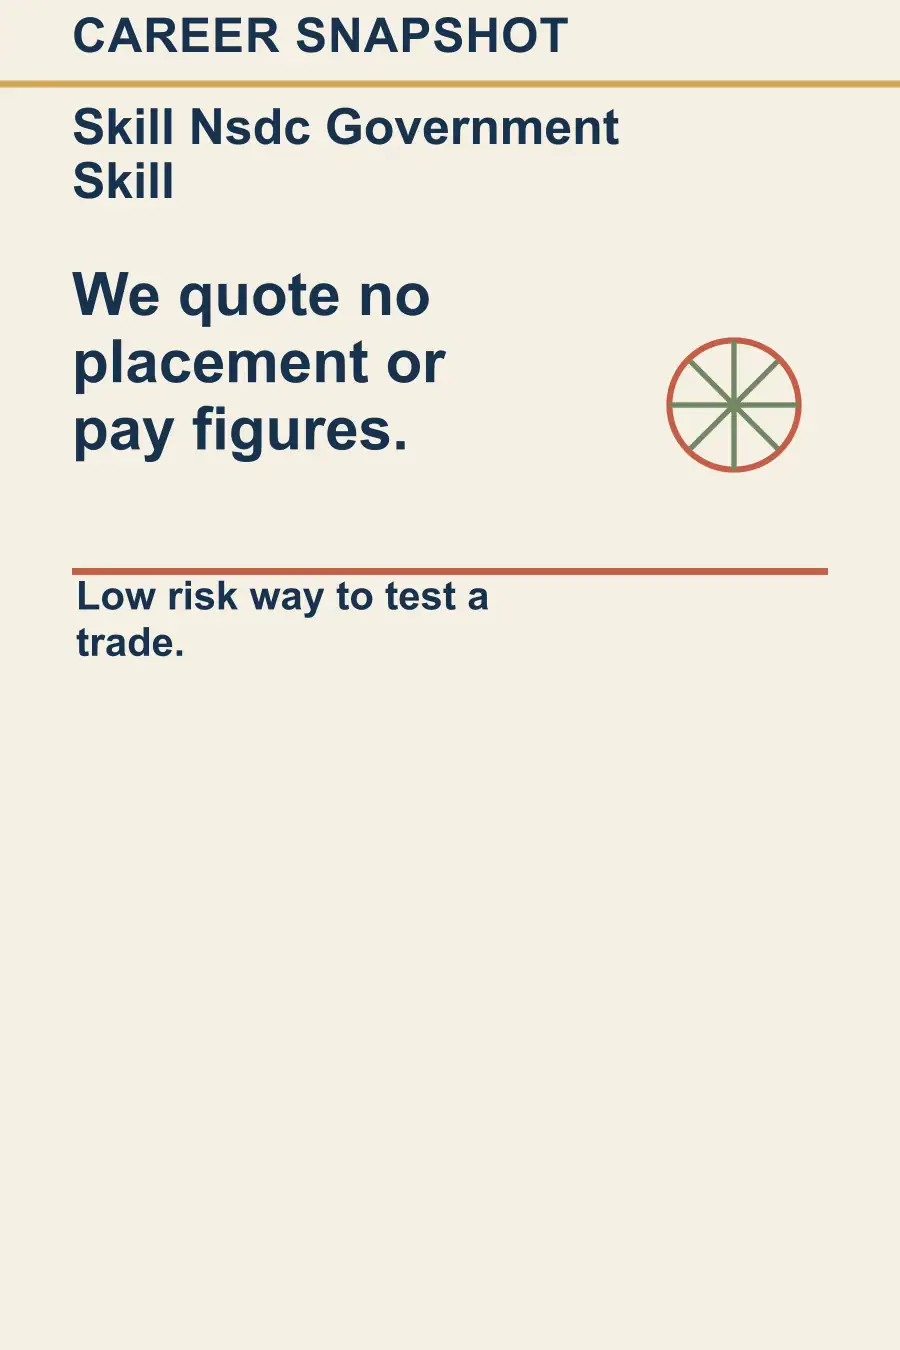 CAREER SNAPSHOT
Skill Nsdc Government
Skill
We quote no
placement or
pay figures.
Low risk way to test a
trade.